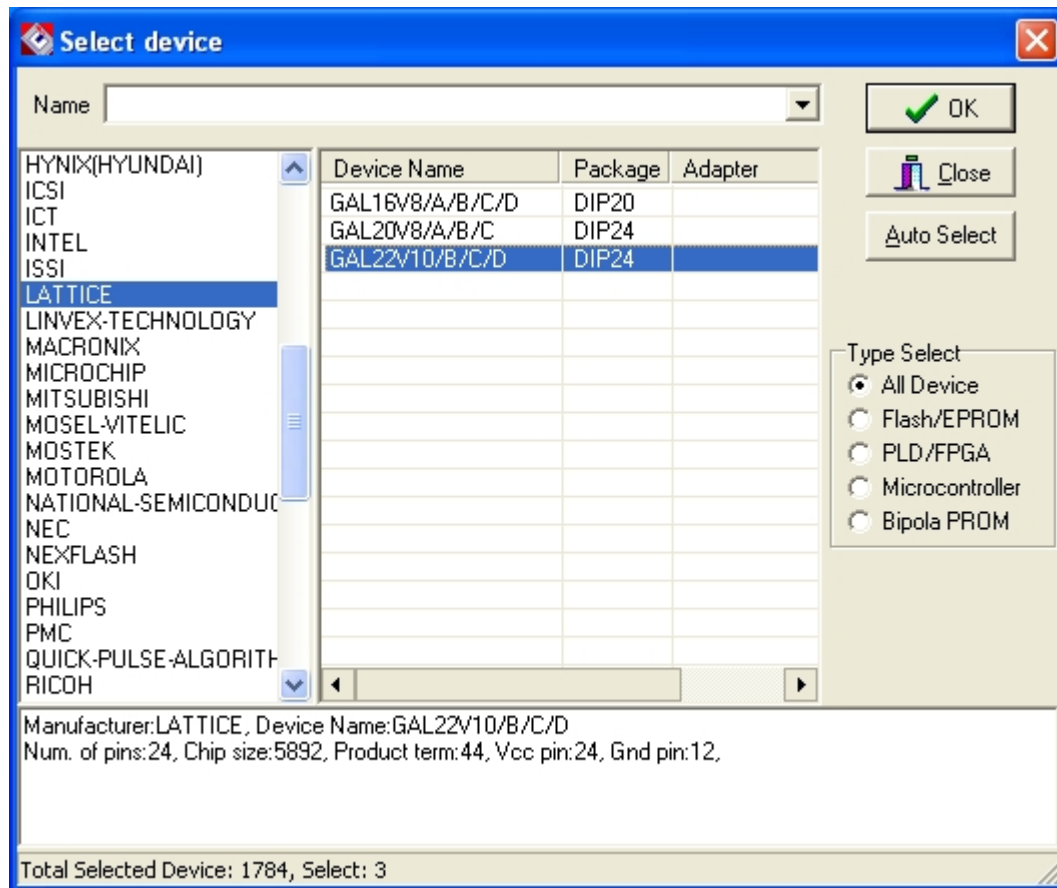 Select device
Name
OK
Close
Auto Select
HYNIX(HYUNDAI)
ICSI
ICT
INTEL
ISSI
LATTICE
LINVEX-TECHNOLOGY
MACRONIX
MICROCHIP
MITSUBISHI
MOSEL-VITELIC
MOSTEK
MOTOROLA
NATIONAL-SEMICONDUC
NEC
NEXFLASH
OKI
PHILIPS
PMC
QUICK-PULSE-ALGORITH
RICOH
Device Name Package Adapter
GAL16V8/A/B/C/D DIP20
GAL20V8/A/B/C DIP24
GAL22V10/B/C/D DIP24
Type Select
All Device
Flash/EPROM
PLD/FPGA
Microcontroller
Bipola PROM
Manufacturer:LATTICE, Device Name:GAL22V10/B/C/D
Num. of pins:24, Chip size:5892, Product term:44, Vcc pin:24, Gnd pin:12,
Total Selected Device: 1784, Select: 3